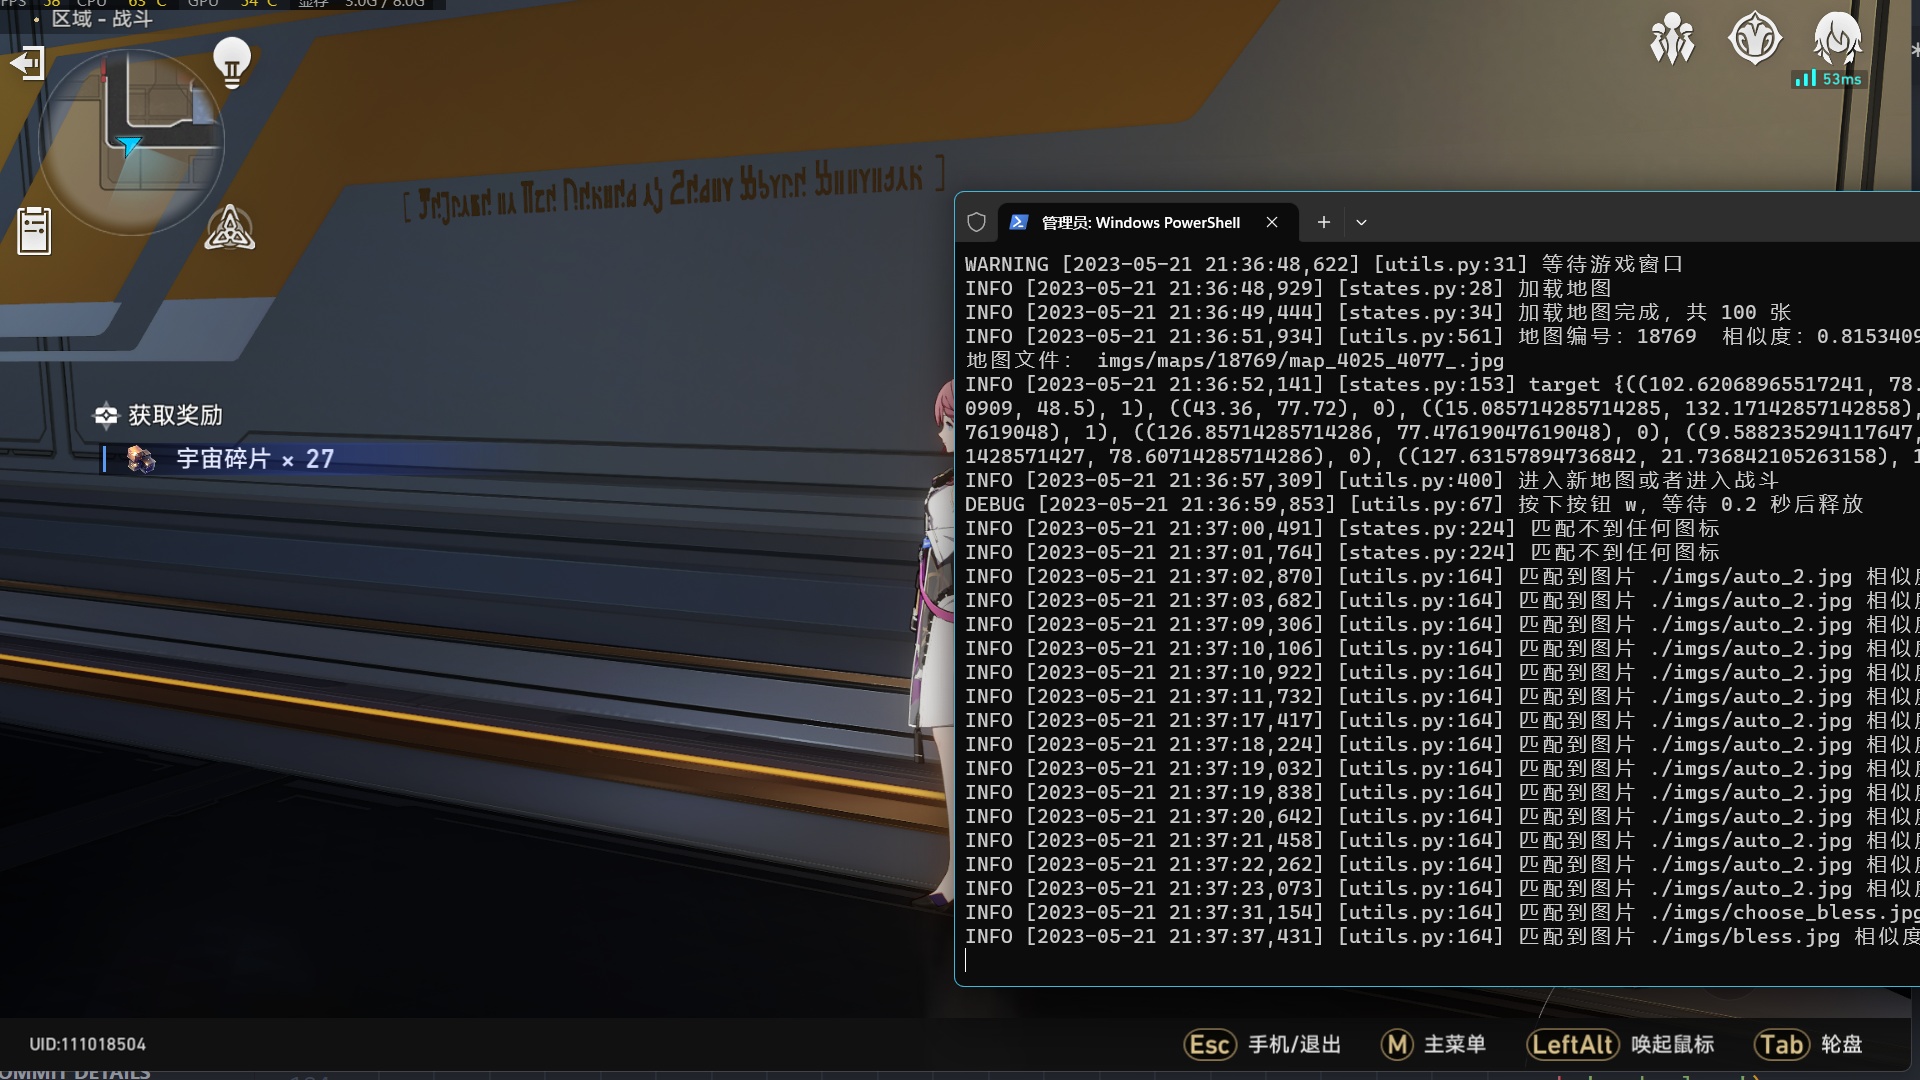 FPS 58 CPU 63 °C GPU 54 °C 显存 3.0G / 8.0G
区域 - 战斗
53ms
获取奖励
宇宙碎片 × 27
管理员: Windows PowerShell
WARNING [2023-05-21 21:36:48,622] [utils.py:31] 等待游戏窗口
INFO [2023-05-21 21:36:48,929] [states.py:28] 加载地图
INFO [2023-05-21 21:36:49,444] [states.py:34] 加载地图完成, 共 100 张
INFO [2023-05-21 21:36:51,934] [utils.py:561] 地图编号: 18769 相似度: 0.8153409
地图文件: imgs/maps/18769/map_4025_4077_.jpg
INFO [2023-05-21 21:36:52,141] [states.py:153] target {((102.62068965517241, 78.
0909, 48.5), 1), ((43.36, 77.72), 0), ((15.085714285714285, 132.17142857142858),
7619048), 1), ((126.85714285714286, 77.47619047619048), 0), ((9.588235294117647,
1428571427, 78.60714285714286), 0), ((127.63157894736842, 21.736842105263158), 1
INFO [2023-05-21 21:36:57,309] [utils.py:400] 进入新地图或者进入战斗
DEBUG [2023-05-21 21:36:59,853] [utils.py:67] 按下按钮 w, 等待 0.2 秒后释放
INFO [2023-05-21 21:37:00,491] [states.py:224] 匹配不到任何图标
INFO [2023-05-21 21:37:01,764] [states.py:224] 匹配不到任何图标
INFO [2023-05-21 21:37:02,870] [utils.py:164] 匹配到图片 ./imgs/auto_2.jpg 相似度
INFO [2023-05-21 21:37:03,682] [utils.py:164] 匹配到图片 ./imgs/auto_2.jpg 相似度
INFO [2023-05-21 21:37:09,306] [utils.py:164] 匹配到图片 ./imgs/auto_2.jpg 相似度
INFO [2023-05-21 21:37:10,106] [utils.py:164] 匹配到图片 ./imgs/auto_2.jpg 相似度
INFO [2023-05-21 21:37:10,922] [utils.py:164] 匹配到图片 ./imgs/auto_2.jpg 相似度
INFO [2023-05-21 21:37:11,732] [utils.py:164] 匹配到图片 ./imgs/auto_2.jpg 相似度
INFO [2023-05-21 21:37:17,417] [utils.py:164] 匹配到图片 ./imgs/auto_2.jpg 相似度
INFO [2023-05-21 21:37:18,224] [utils.py:164] 匹配到图片 ./imgs/auto_2.jpg 相似度
INFO [2023-05-21 21:37:19,032] [utils.py:164] 匹配到图片 ./imgs/auto_2.jpg 相似度
INFO [2023-05-21 21:37:19,838] [utils.py:164] 匹配到图片 ./imgs/auto_2.jpg 相似度
INFO [2023-05-21 21:37:20,642] [utils.py:164] 匹配到图片 ./imgs/auto_2.jpg 相似度
INFO [2023-05-21 21:37:21,458] [utils.py:164] 匹配到图片 ./imgs/auto_2.jpg 相似度
INFO [2023-05-21 21:37:22,262] [utils.py:164] 匹配到图片 ./imgs/auto_2.jpg 相似度
INFO [2023-05-21 21:37:23,073] [utils.py:164] 匹配到图片 ./imgs/auto_2.jpg 相似度
INFO [2023-05-21 21:37:31,154] [utils.py:164] 匹配到图片 ./imgs/choose_bless.jpg
INFO [2023-05-21 21:37:37,431] [utils.py:164] 匹配到图片 ./imgs/bless.jpg 相似度
UID:111018504
Esc 手机/退出 M 主菜单 LeftAlt 唤起鼠标 Tab 轮盘
OMMIT DETAILS